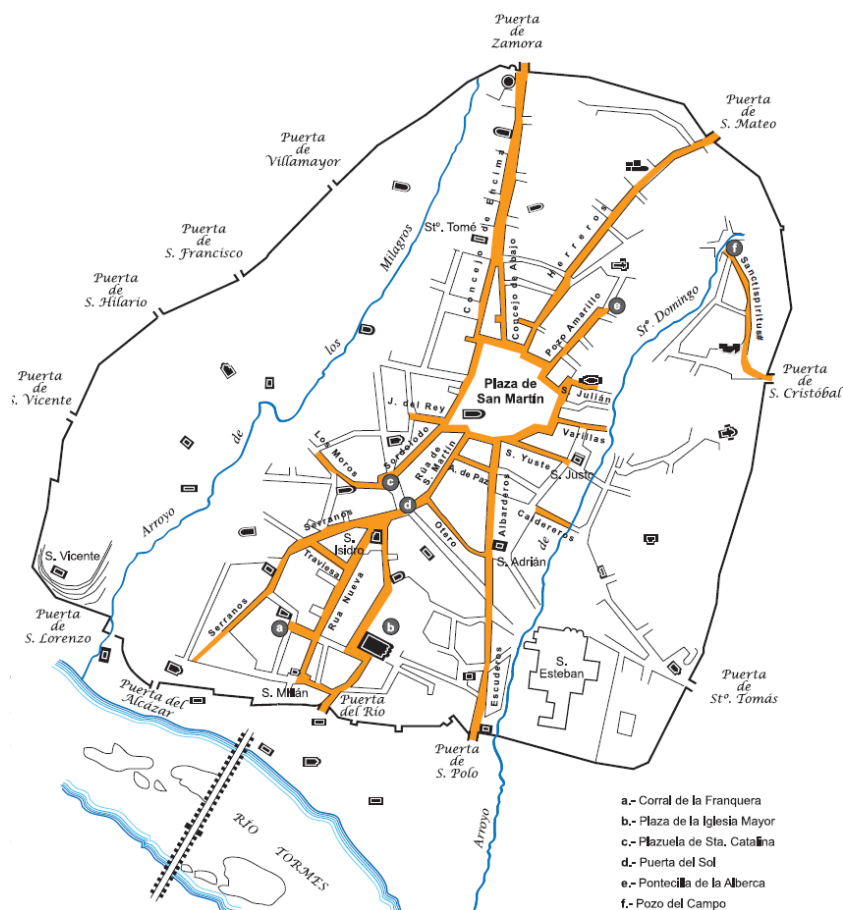 Puerta
de
Zamora
Puerta
de
S. Mateo
Puerta
de
Villamayor
Puerta
de
S. Francisco
Puerta
de
S. Hilario
Puerta
de
S. Vicente
Stº. Tomé
Milagros
los
de
Arroyo
Concejo de Encima
Concejo de Abajo
Herreros
f
Sanctispiritus
e
Pozo Amarillo
Stº. Domingo
Plaza de
San Martín
S. Julián
Puerta
de
S. Cristóbal
J. del Rey
Sordolodo
Los Moros
Rúa de
S. Martín
A. de Paz
S. Yuste
Varillas
S. Justo
c
d
Serranos
Otero
Albarderos
Caldereros
de
S. Adrián
S.
Isidro
Traviesa
Rua Nueva
Serranos
a
b
S. Vicente
Puerta
de
S. Lorenzo
Puerta del
Alcázar
S. Millán
Puerta
del Río
Escuderos
S.
Esteban
Puerta
de
Stº. Tomás
Puerta
de
S. Polo
Arroyo
RÍO
TORMES
a.- Corral de la Franquera
b.- Plaza de la Iglesia Mayor
c.- Plazuela de Sta. Catalina
d.- Puerta del Sol
e.- Pontecilla de la Alberca
f.- Pozo del Campo